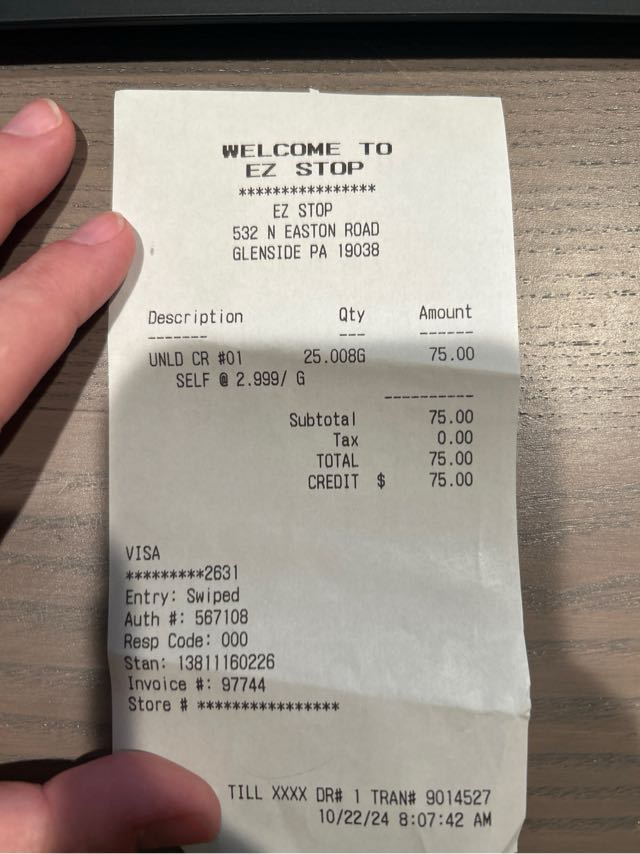 WELCOME TO
EZ STOP
****************
EZ STOP
532 N EASTON ROAD
GLENSIDE PA 19038
Description Qty Amount
------- --- ------
UNLD CR #01 25.008G 75.00
SELF @ 2.999/ G
----------
Subtotal 75.00
Tax 0.00
TOTAL 75.00
CREDIT $ 75.00
VISA
*********2631
Entry: Swiped
Auth #: 567108
Resp Code: 000
Stan: 13811160226
Invoice #: 97744
Store # ****************
TILL XXXX DR# 1 TRAN# 9014527
10/22/24 8:07:42 AM